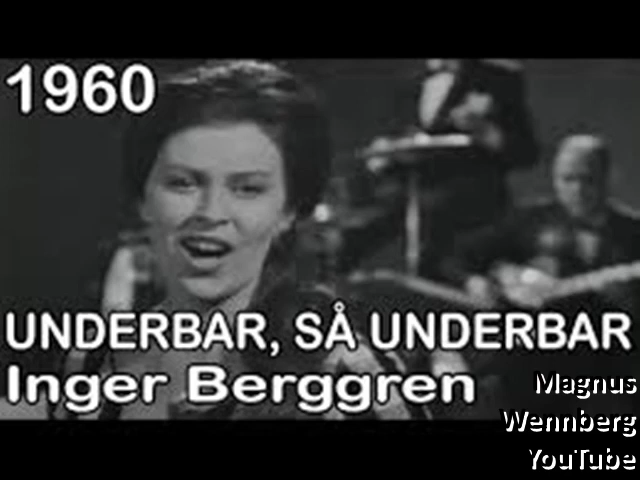 1960
UNDERBAR, SÅ UNDERBAR
Inger Berggren
Magnus
Wennberg
YouTube